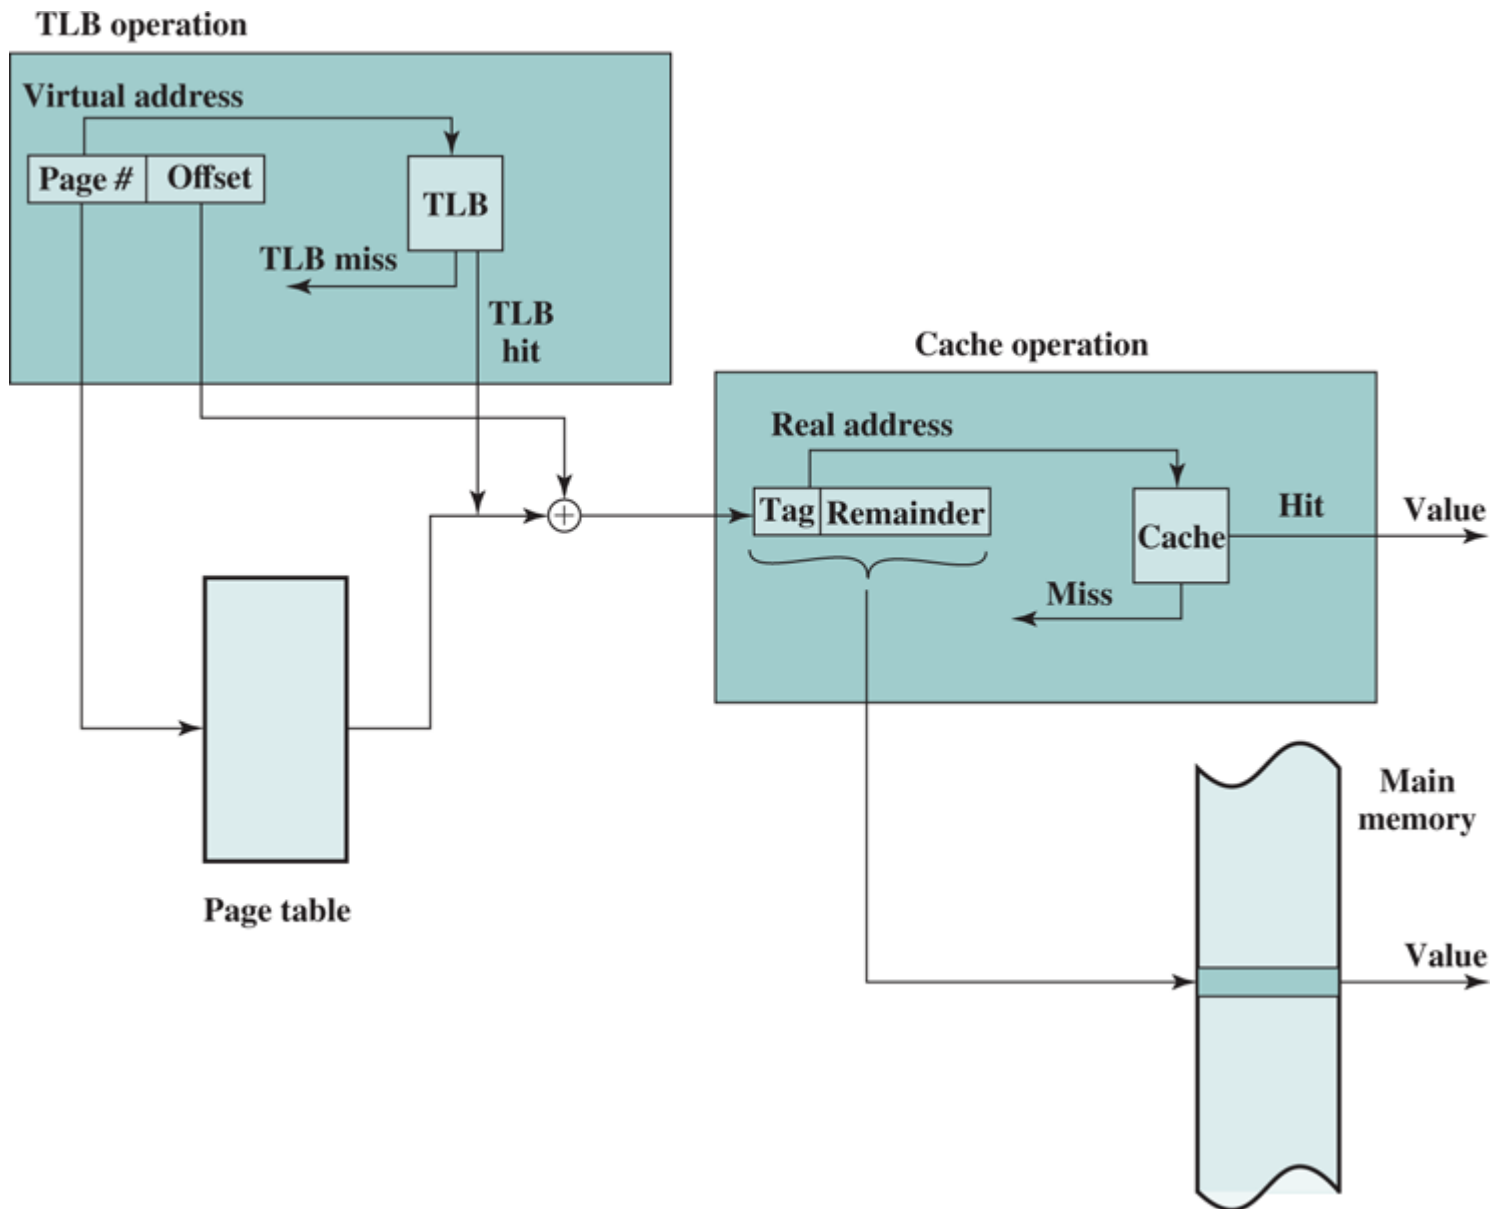 TLB operation
Virtual address
Page # Offset
TLB
TLB miss
TLB
hit
Cache operation
Real address
Tag Remainder
Cache
Hit
Value
Miss
Page table
Main
memory
Value